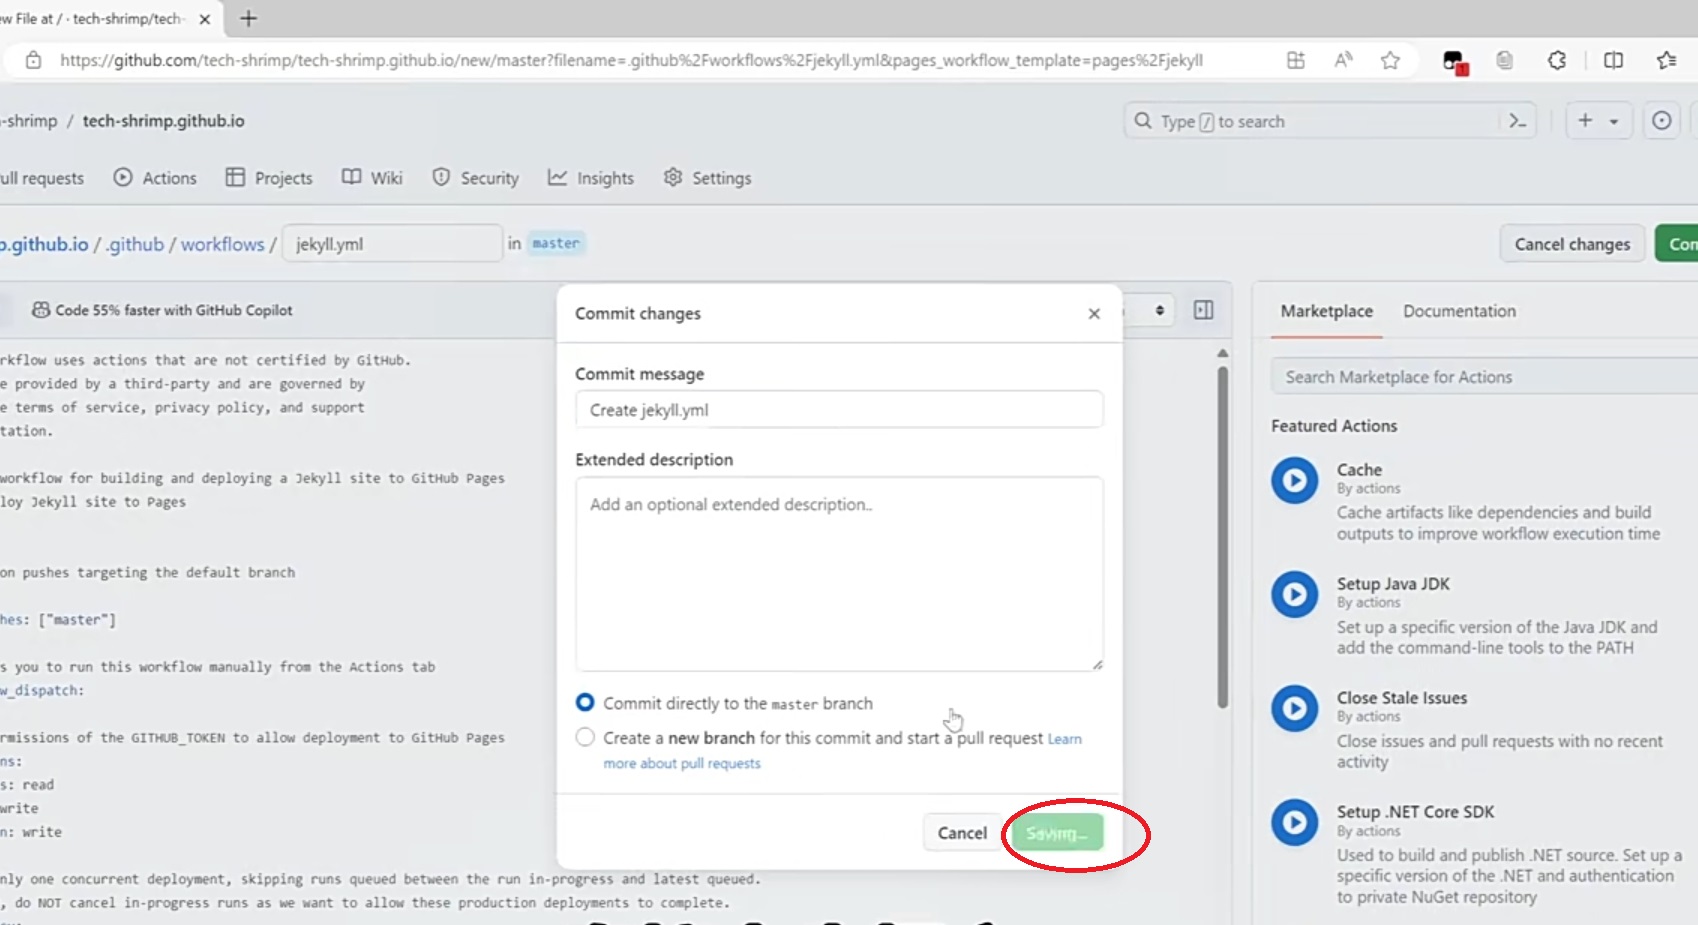 ew File at / · tech-shrimp/tech-
https://github.com/tech-shrimp/tech-shrimp.github.io/new/master?filename=.github%2Fworkflows%2Fjekyll.yml&pages_workflow_template=pages%2Fjekyll
-shrimp / tech-shrimp.github.io
Type / to search
ull requests Actions Projects Wiki Security Insights Settings
p.github.io / .github / workflows / jekyll.yml in master
Cancel changes
Com
Code 55% faster with GitHub Copilot
rkflow uses actions that are not certified by GitHub.
e provided by a third-party and are governed by
e terms of service, privacy policy, and support
tation.
workflow for building and deploying a Jekyll site to GitHub Pages
loy Jekyll site to Pages
on pushes targeting the default branch
hes: ["master"]
s you to run this workflow manually from the Actions tab
w_dispatch:
rmissions of the GITHUB_TOKEN to allow deployment to GitHub Pages
ns:
s: read
write
n: write
nly one concurrent deployment, skipping runs queued between the run in-progress and latest queued.
, do NOT cancel in-progress runs as we want to allow these production deployments to complete.
Commit changes
Commit message
Create jekyll.yml
Extended description
Add an optional extended description..
Commit directly to the master branch
Create a new branch for this commit and start a pull request Learn
more about pull requests
Cancel
Saving...
Marketplace Documentation
Search Marketplace for Actions
Featured Actions
Cache
By actions
Cache artifacts like dependencies and build
outputs to improve workflow execution time
Setup Java JDK
By actions
Set up a specific version of the Java JDK and
add the command-line tools to the PATH
Close Stale Issues
By actions
Close issues and pull requests with no recent
activity
Setup .NET Core SDK
By actions
Used to build and publish .NET source. Set up a
specific version of the .NET and authentication
to private NuGet repository